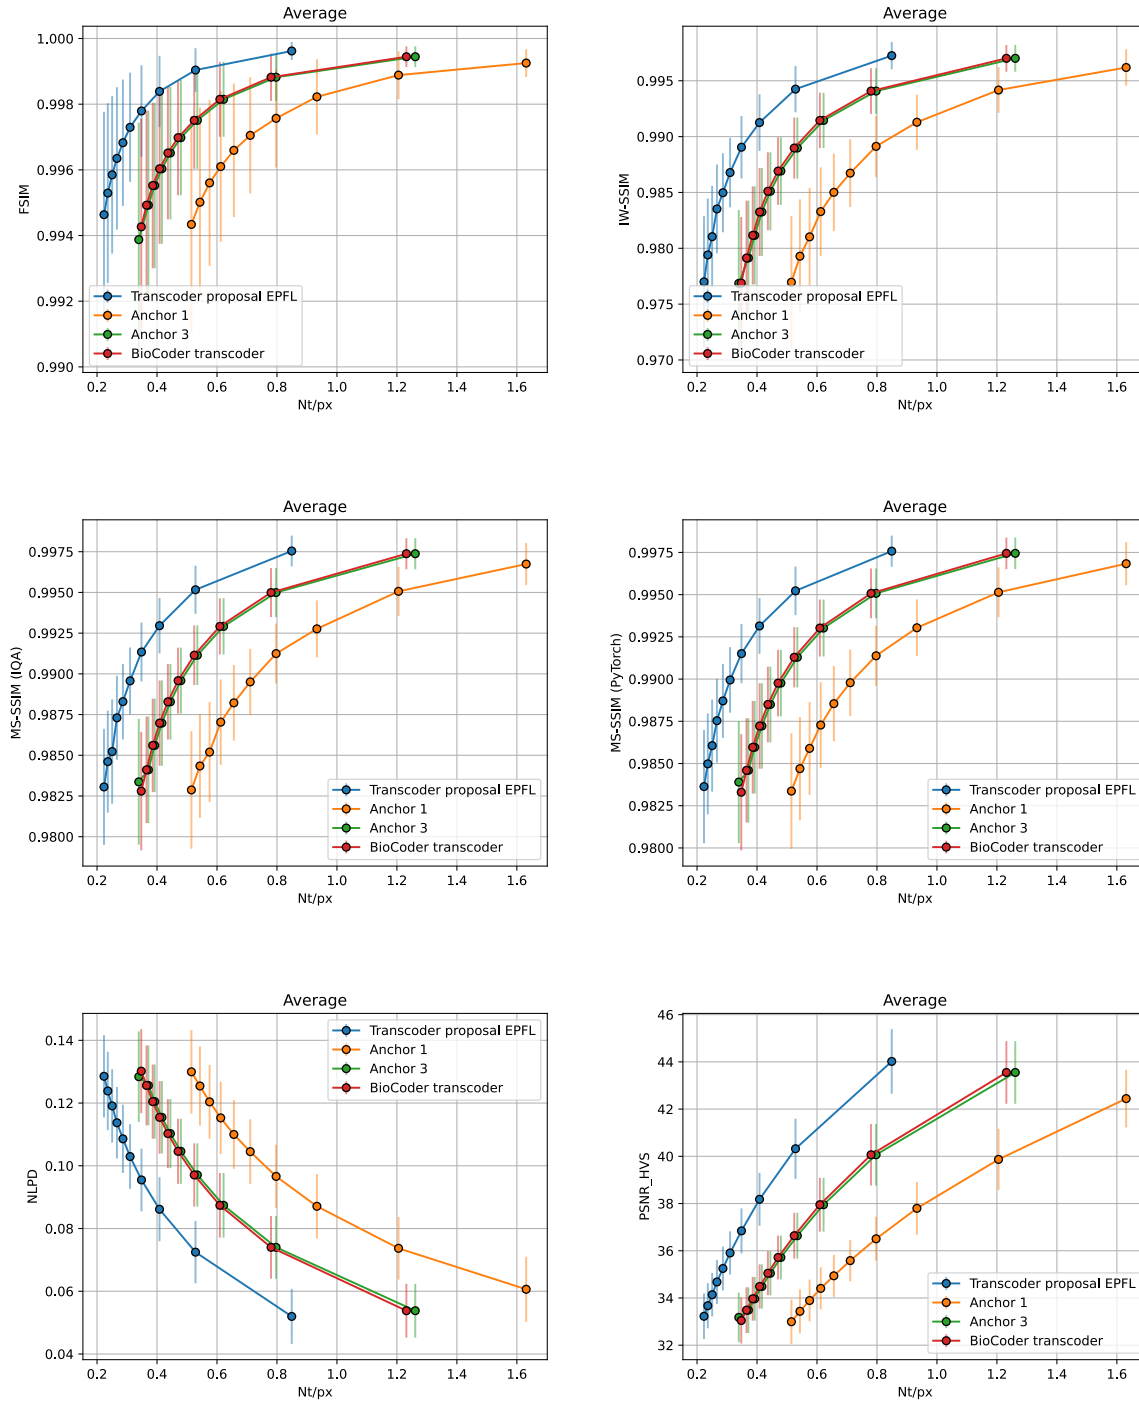 Average
1.000
0.998
0.996
0.994
0.992
0.990
FSIM
Transcoder proposal EPFL
Anchor 1
Anchor 3
BioCoder transcoder
0.2 0.4 0.6 0.8 1.0 1.2 1.4 1.6
Nt/px
Average
0.995
0.990
0.985
0.980
0.975
0.970
IW-SSIM
Transcoder proposal EPFL
Anchor 1
Anchor 3
BioCoder transcoder
0.2 0.4 0.6 0.8 1.0 1.2 1.4 1.6
Nt/px
Average
0.9975
0.9950
0.9925
0.9900
0.9875
0.9850
0.9825
0.9800
MS-SSIM (IQA)
Transcoder proposal EPFL
Anchor 1
Anchor 3
BioCoder transcoder
0.2 0.4 0.6 0.8 1.0 1.2 1.4 1.6
Nt/px
Average
0.9975
0.9950
0.9925
0.9900
0.9875
0.9850
0.9825
0.9800
MS-SSIM (PyTorch)
Transcoder proposal EPFL
Anchor 1
Anchor 3
BioCoder transcoder
0.2 0.4 0.6 0.8 1.0 1.2 1.4 1.6
Nt/px
Average
0.14
0.12
0.10
0.08
0.06
0.04
NLPD
Transcoder proposal EPFL
Anchor 1
Anchor 3
BioCoder transcoder
0.2 0.4 0.6 0.8 1.0 1.2 1.4 1.6
Nt/px
Average
46
44
42
40
38
36
34
32
PSNR_HVS
Transcoder proposal EPFL
Anchor 1
Anchor 3
BioCoder transcoder
0.2 0.4 0.6 0.8 1.0 1.2 1.4 1.6
Nt/px